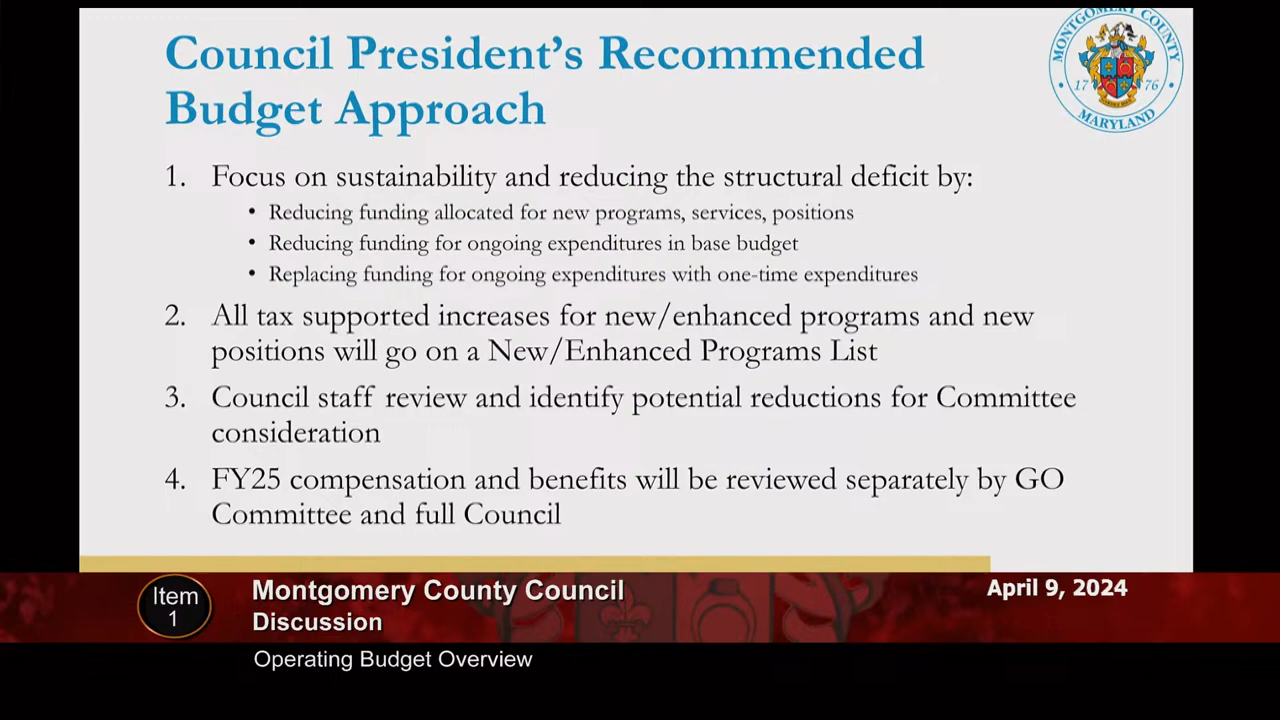 Council President's Recommended
Budget Approach
MONTGOMERY COUNTY
17 76
MARYLAND
1. Focus on sustainability and reducing the structural deficit by:
• Reducing funding allocated for new programs, services, positions
• Reducing funding for ongoing expenditures in base budget
• Replacing funding for ongoing expenditures with one-time expenditures
2. All tax supported increases for new/enhanced programs and new
positions will go on a New/Enhanced Programs List
3. Council staff review and identify potential reductions for Committee
consideration
4. FY25 compensation and benefits will be reviewed separately by GO
Committee and full Council
Item
1
Montgomery County Council
Discussion
April 9, 2024
Operating Budget Overview